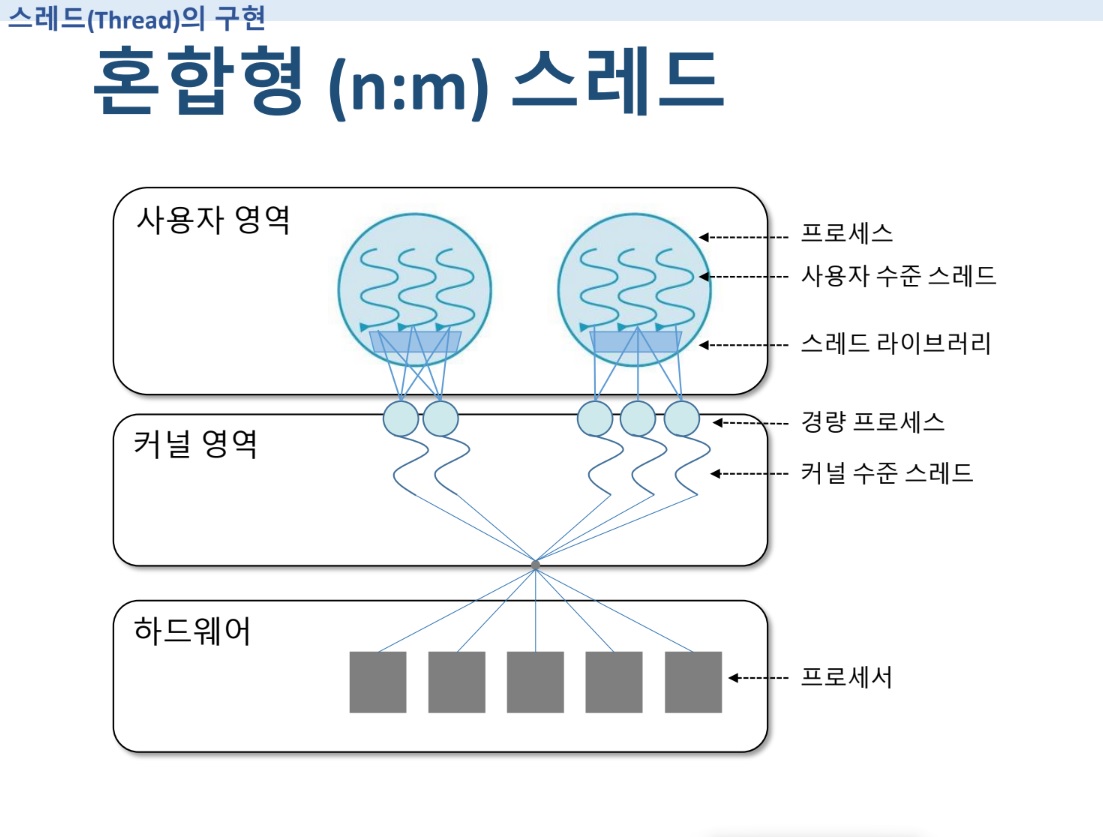 스레드(Thread)의 구현
혼합형 (n:m) 스레드
사용자 영역
프로세스
사용자 수준 스레드
스레드 라이브러리
커널 영역
경량 프로세스
커널 수준 스레드
하드웨어
프로세서